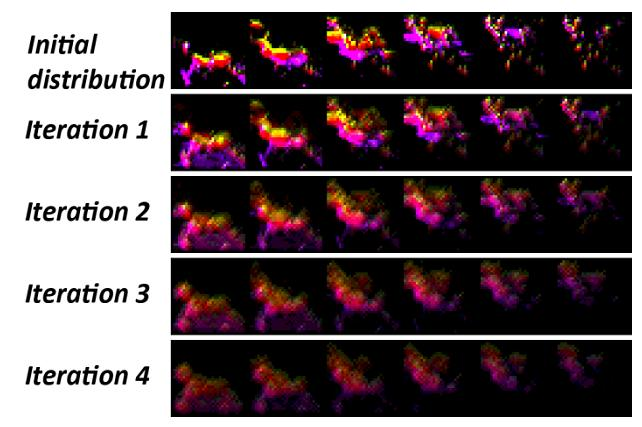 Initial
distribution
Iteration 1
Iteration 2
Iteration 3
Iteration 4